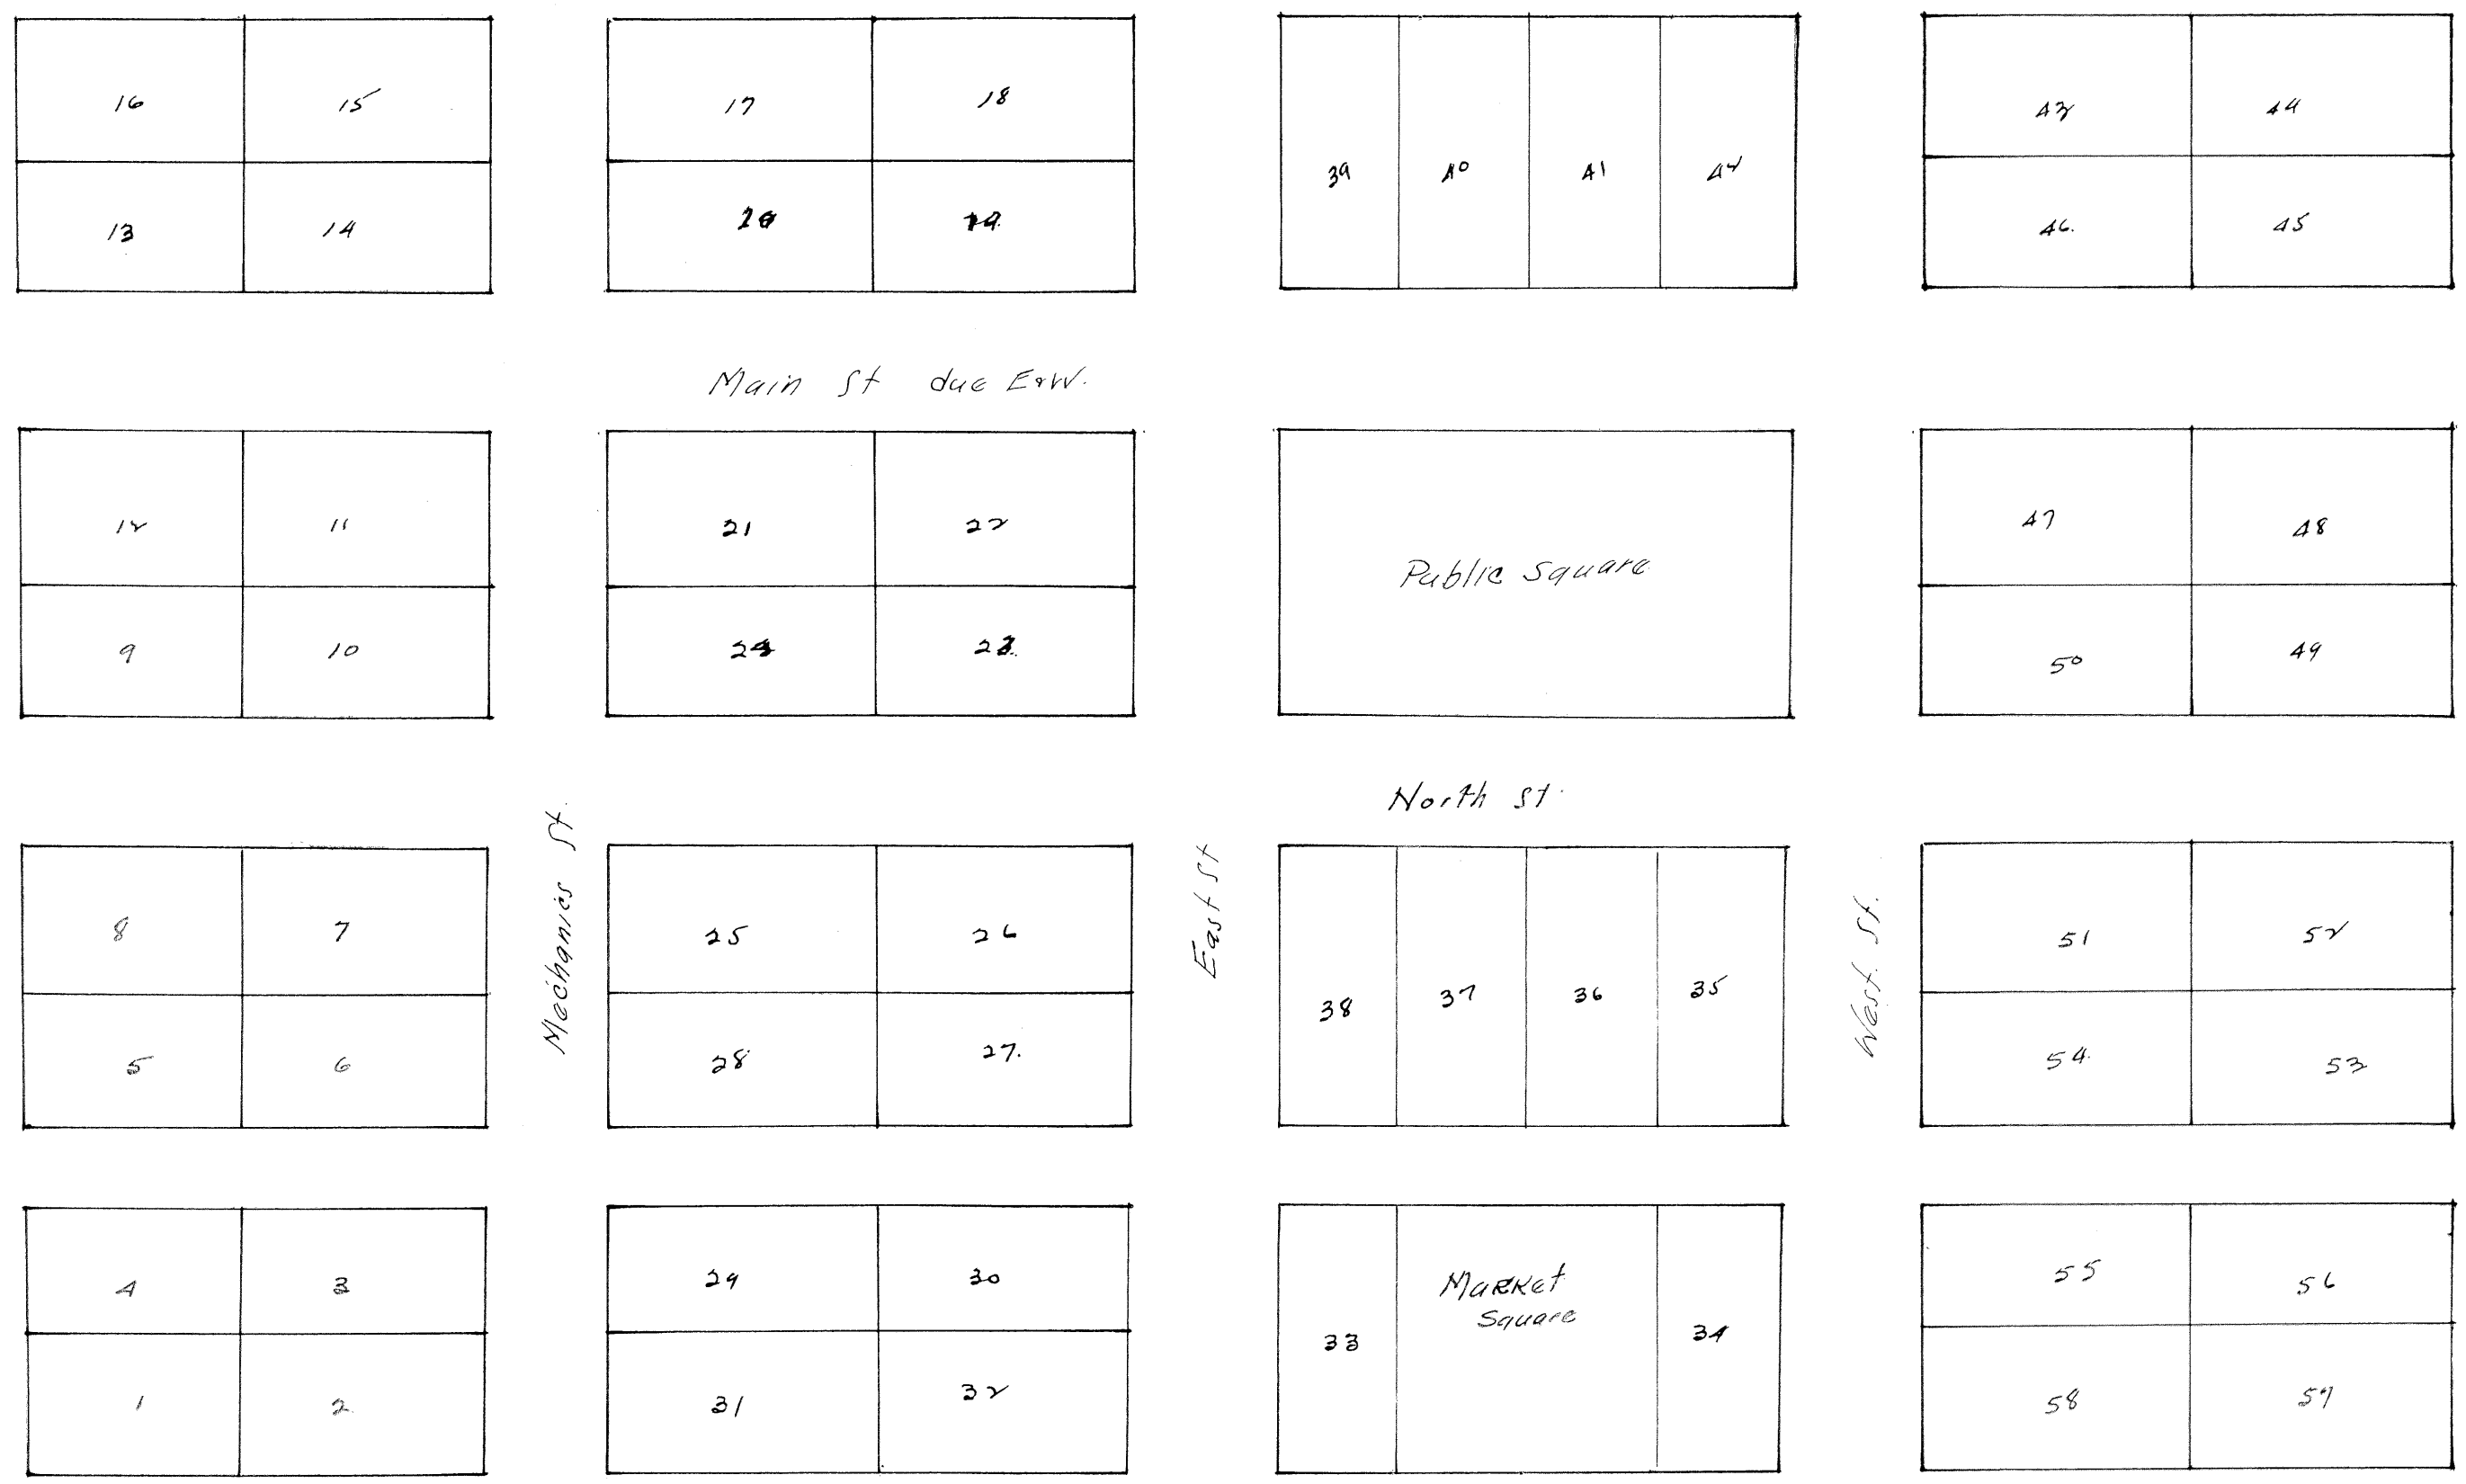 16 15 17 18 39 40 41 42 43 44
13 14 20 19. 46. 45
Main St due E&W.
12 11 21 22 Public Square 47 48
9 10 24 23. 50 49
North St.
Mechanics St.
East St
West. St.
8 7 25 26 38 37 36 35 51 52
5 6 28 27. 54. 53
4 3 29 30 33 Market 34 55 56
Square
1 2 31 32 58 57